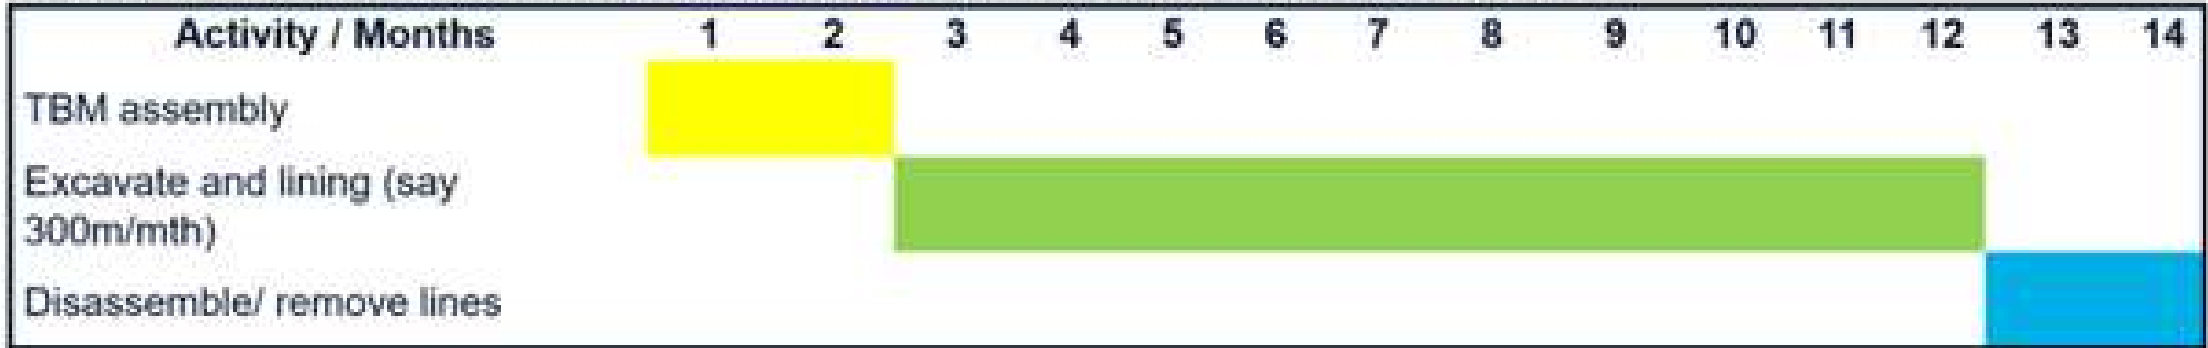 Activity / Months 1 2 3 4 5 6 7 8 9 10 11 12 13 14
TBM assembly
Excavate and lining (say
300m/mth)
Disassemble/ remove lines